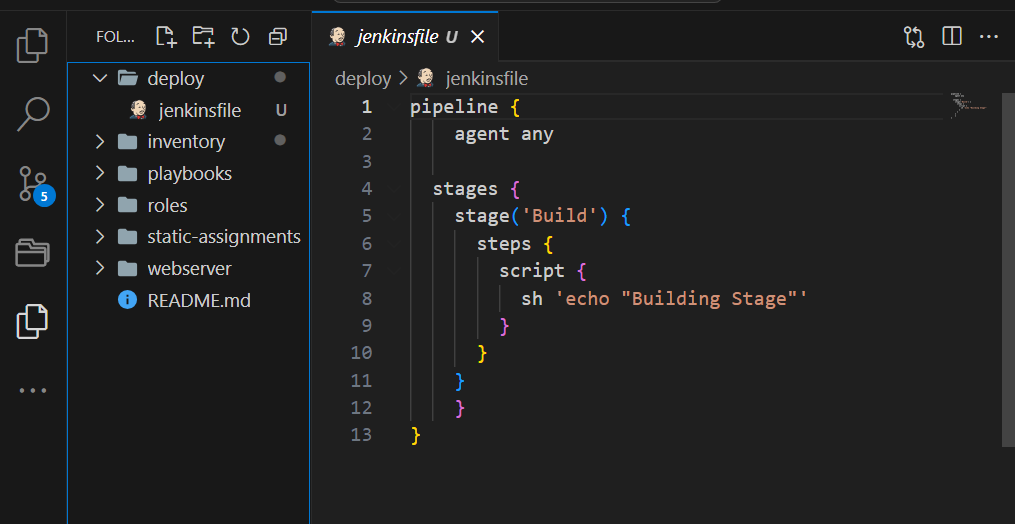 FOL...
deploy
jenkinsfile U
inventory
playbooks
roles
static-assignments
webserver
README.md
5
jenkinsfile U
deploy > jenkinsfile
1 pipeline {
2 agent any
3
4 stages {
5 stage('Build') {
6 steps {
7 script {
8 sh 'echo "Building Stage"'
9 }
10 }
11 }
12 }
13 }